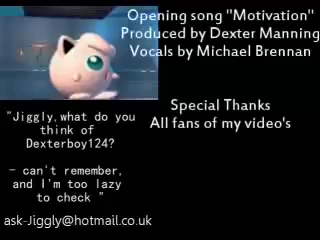 Opening song "Motivation"
Produced by Dexter Manning
Vocals by Michael Brennan
Special Thanks
All fans of my video's
"Jiggly,what do you
think of
Dexterboy124?
- can't remember,
and I'm too lazy
to check "
ask-Jiggly@hotmail.co.uk